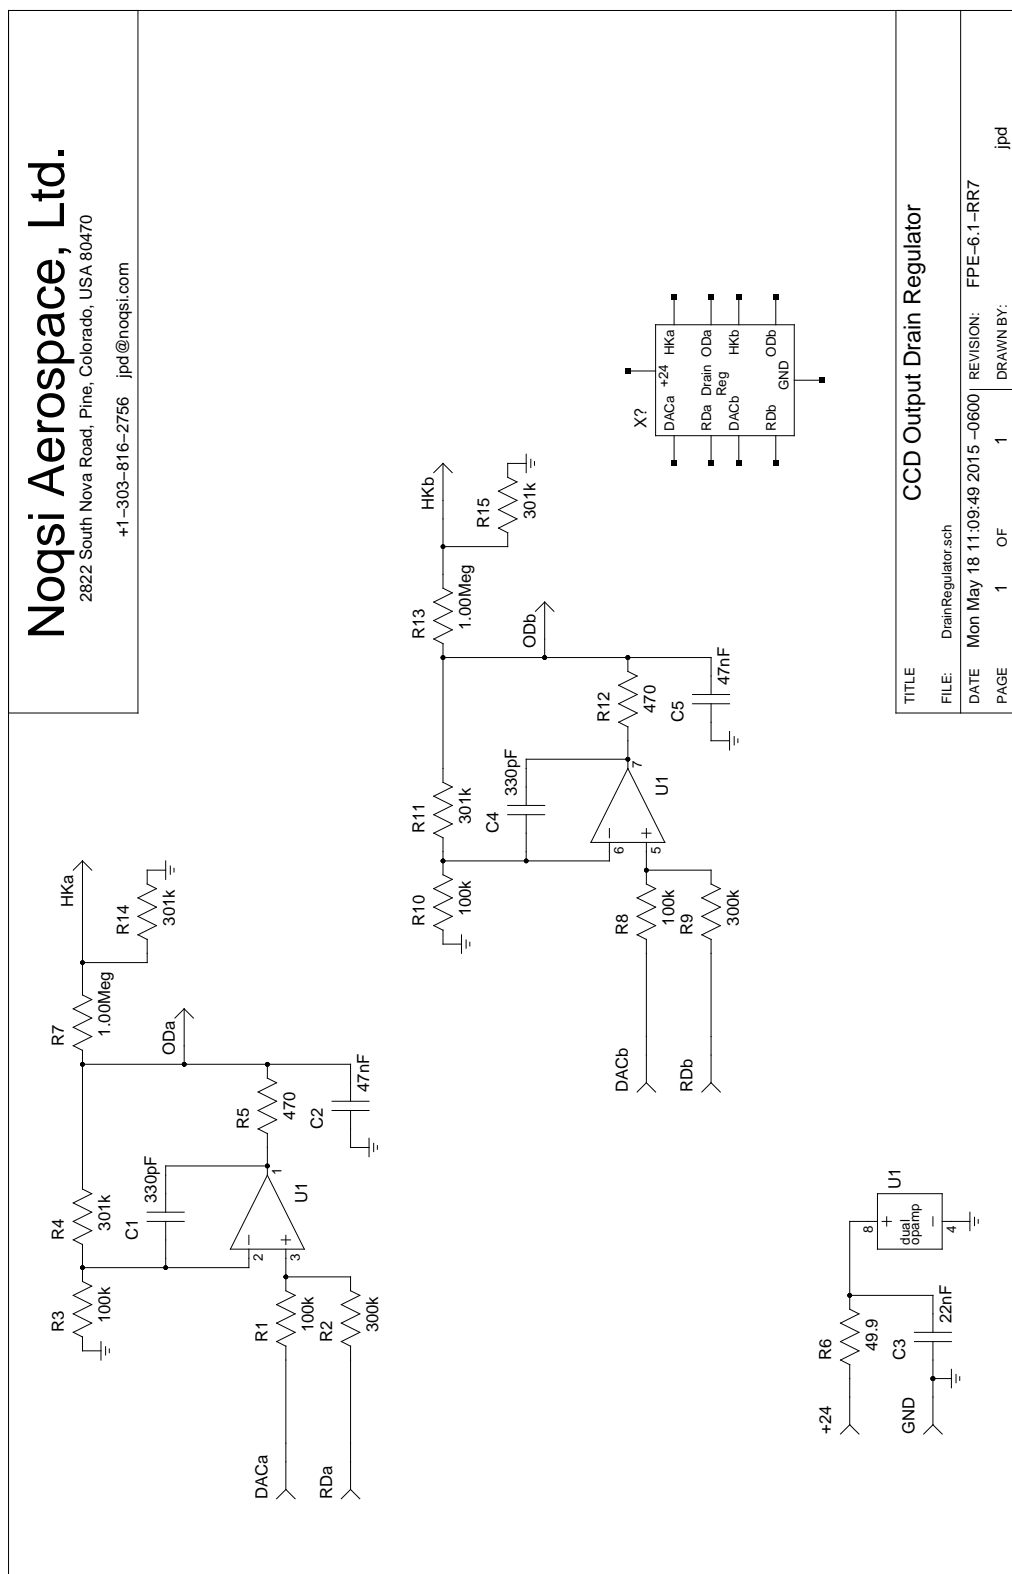 Noqsi Aerospace, Ltd.
2822 South Nova Road, Pine, Colorado, USA 80470
+1−303−816−2756 jpd@noqsi.com
R3
100k
R4
301k
R7
1.00Meg
HKa
R14
301k
C1
330pF
ODa
2
3
1
U1
R5
470
C2
47nF
R1
100k
R2
300k
DACa
RDa
R10
100k
R11
301k
R13
1.00Meg
HKb
R15
301k
C4
330pF
ODb
6
5
7
U1
R12
470
C5
47nF
R8
100k
R9
300k
DACb
RDb
X?
DACa +24 HKa
RDa Drain ODa
Reg
DACb HKb
RDb GND ODb
+24
GND
R6
49.9
C3
22nF
8
4
dual
opamp
U1
TITLE
CCD Output Drain Regulator
FILE: DrainRegulator.sch
DATE Mon May 18 11:09:49 2015 −0600 REVISION: FPE−6.1−RR7
PAGE 1 OF 1 DRAWN BY: jpd